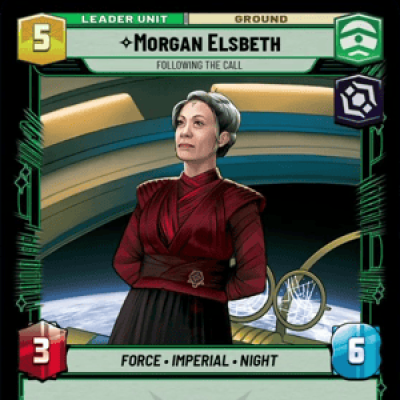 LEADER UNIT
GROUND
5
MORGAN ELSBETH
FOLLOWING THE CALL
3
FORCE • IMPERIAL • NIGHT
6